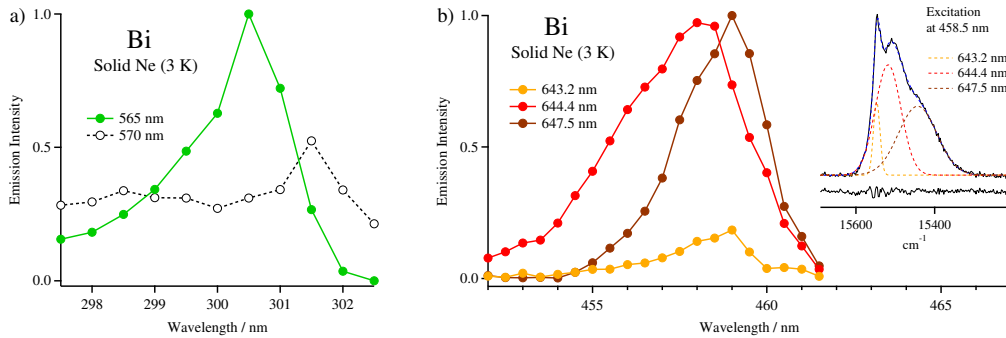 a)
Bi
Solid Ne (3 K)
565 nm
570 nm
Emission Intensity
1.0
0.5
0.0
298
299
300
301
302
Wavelength / nm
b)
Bi
Solid Ne (3 K)
643.2 nm
644.4 nm
647.5 nm
Emission Intensity
1.0
0.5
0.0
455
460
465
Wavelength / nm
Excitation
at 458.5 nm
643.2 nm
644.4 nm
647.5 nm
15600
15400
cm⁻¹